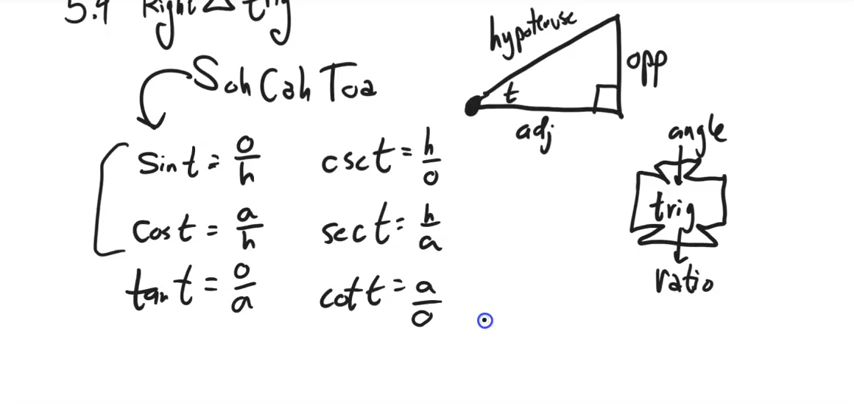 5.4 Right △ trig
SohCahToa
sin t = o/h
csc t = h/o
cos t = a/h
sec t = h/a
tan t = o/a
cot t = a/o
hypotenuse
opp
t
adj
angle
trig
ratio